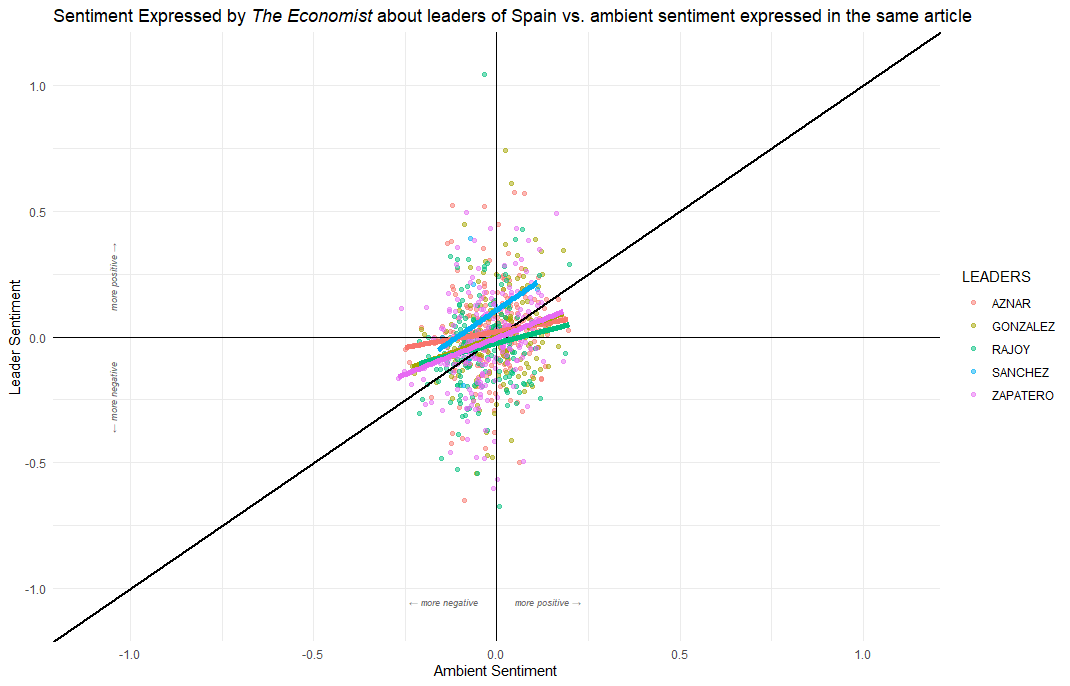 Sentiment Expressed by The Economist about leaders of Spain vs. ambient sentiment expressed in the same article
Leader Sentiment
1.0
0.5
0.0
-0.5
-1.0
more positive →
← more negative
← more negative
more positive →
-1.0
-0.5
0.0
0.5
1.0
Ambient Sentiment
LEADERS
AZNAR
GONZALEZ
RAJOY
SANCHEZ
ZAPATERO